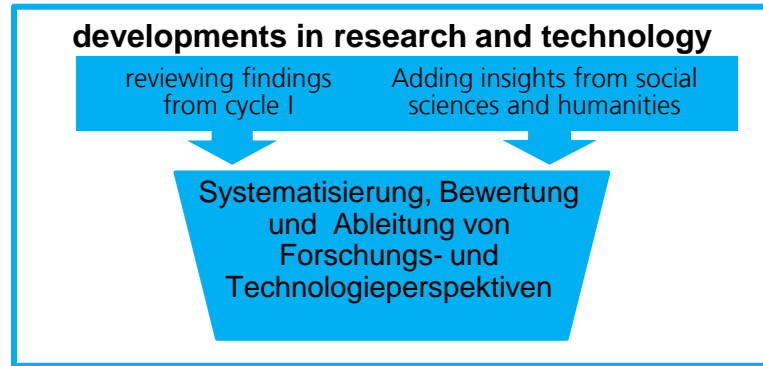 developments in research and technology
reviewing findings
from cycle I
Adding insights from social
sciences and humanities
Systematisierung, Bewertung
und Ableitung von
Forschungs- und
Technologieperspektiven